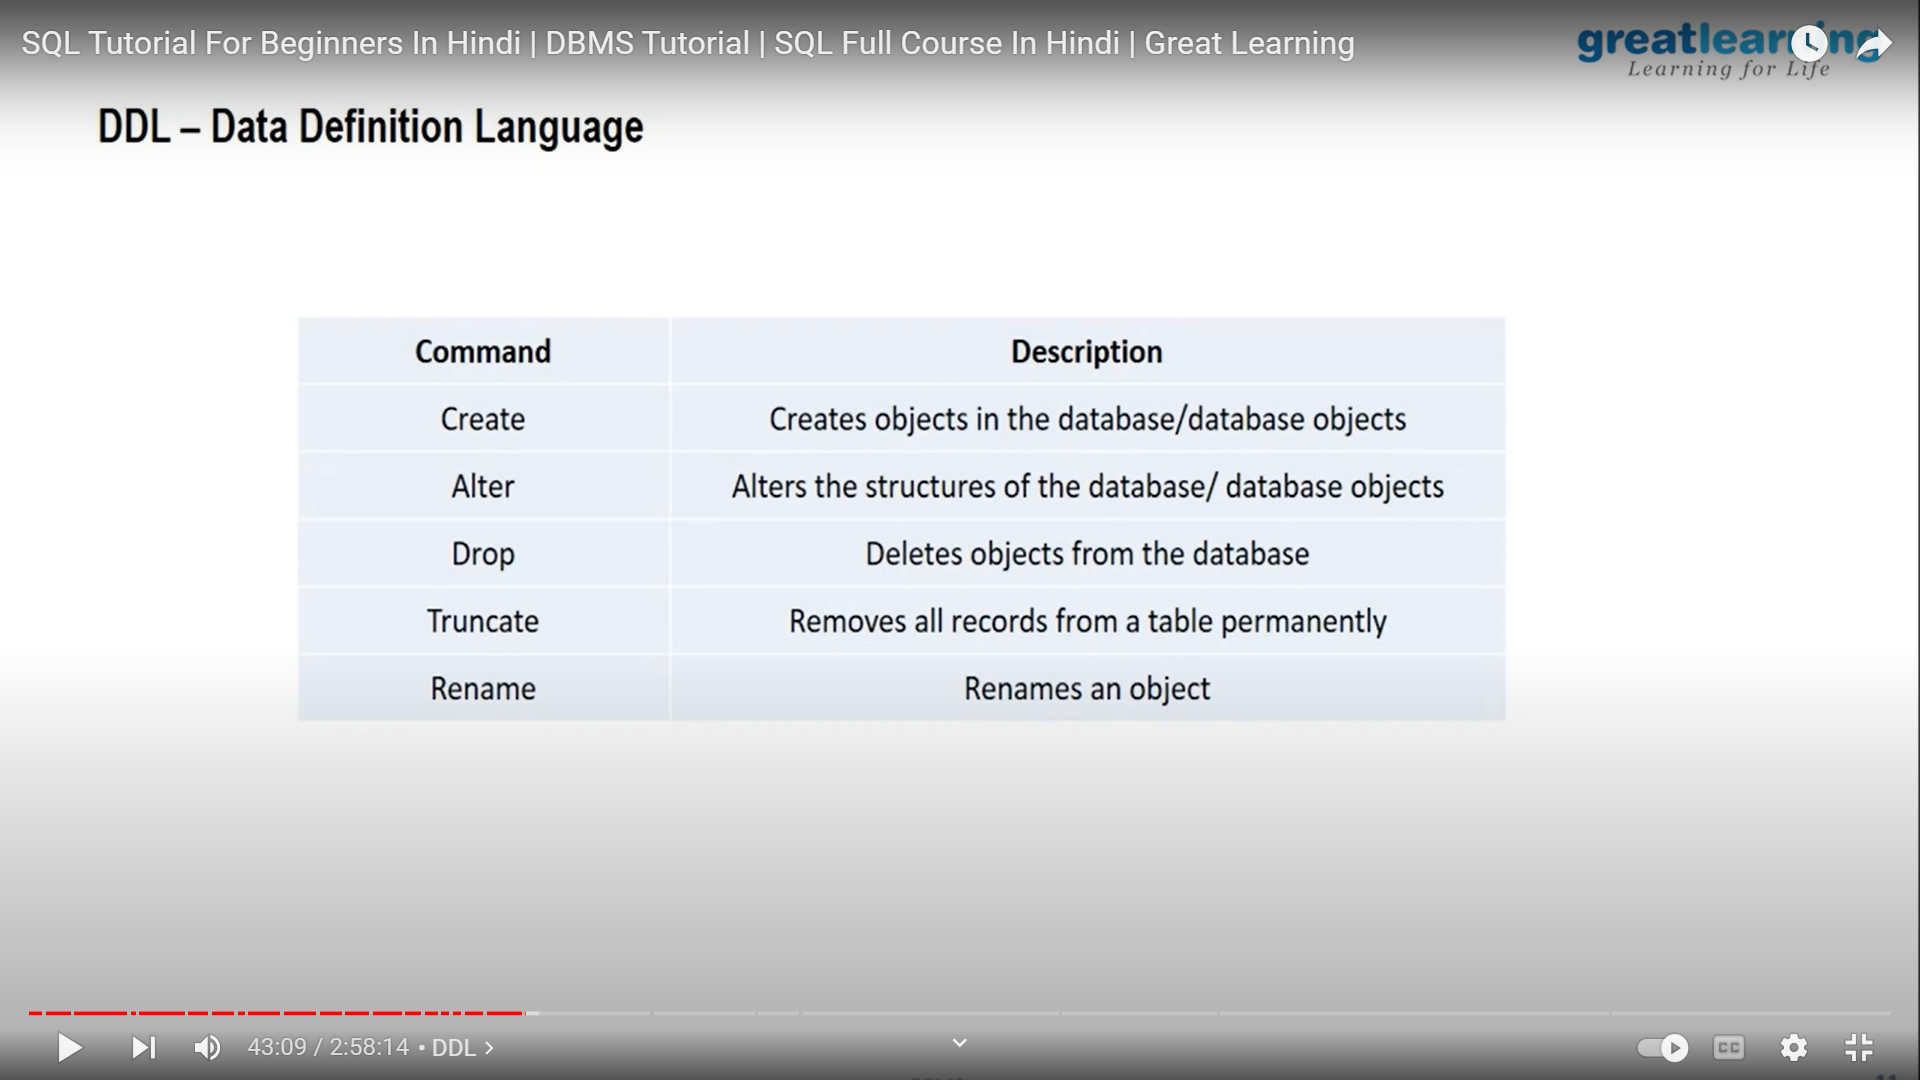 SQL Tutorial For Beginners In Hindi | DBMS Tutorial | SQL Full Course In Hindi | Great Learning
greatlearning
Learning for Life
DDL – Data Definition Language
Command Description
Create Creates objects in the database/database objects
Alter Alters the structures of the database/ database objects
Drop Deletes objects from the database
Truncate Removes all records from a table permanently
Rename Renames an object
43:09 / 2:58:14 • DDL >
CC